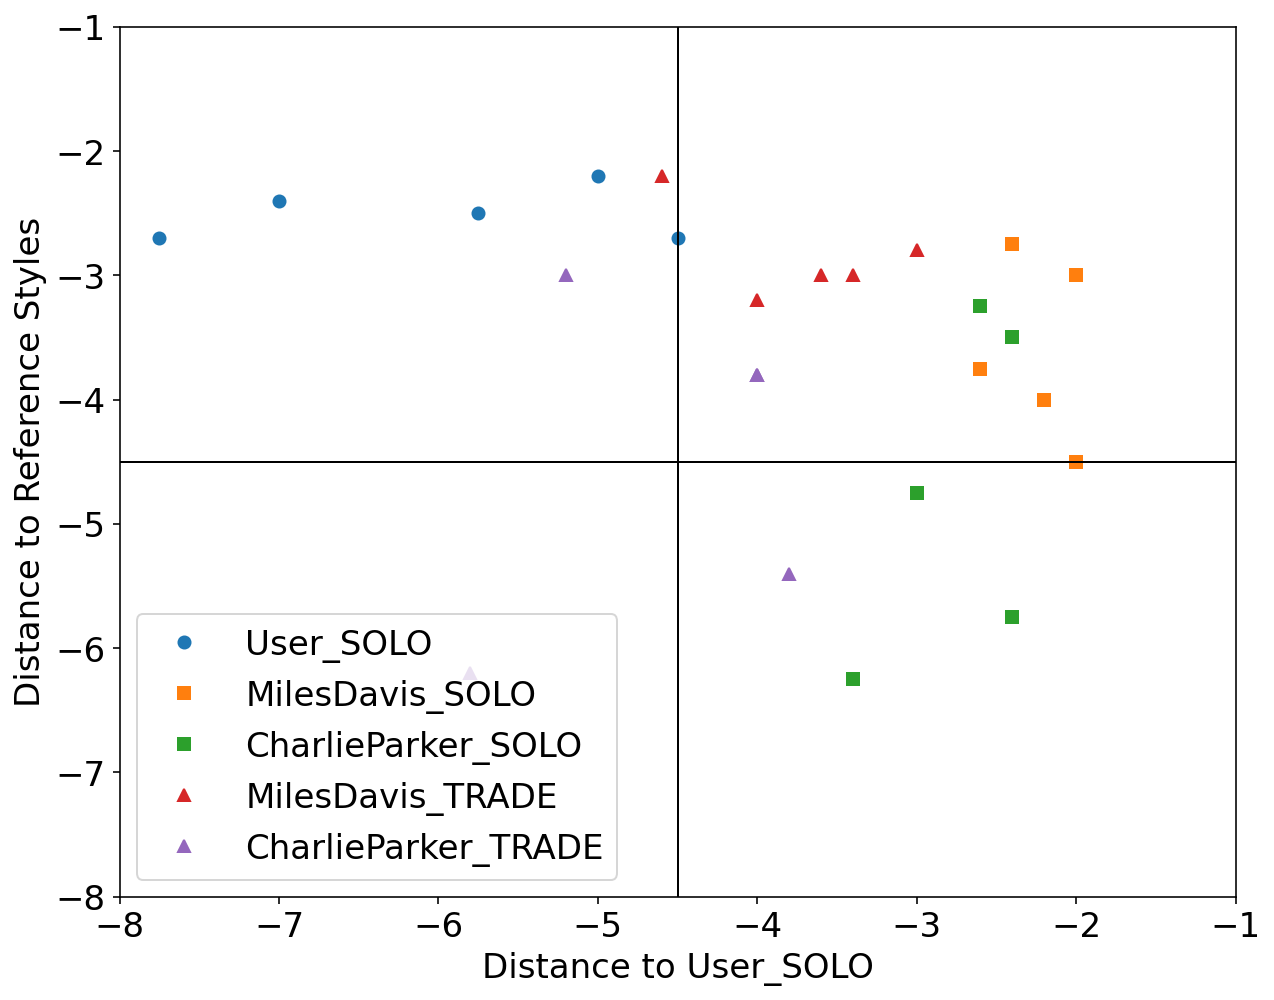 −1
−2
−3
−4
−5
−6
−7
−8
Distance to Reference Styles
User_SOLO
MilesDavis_SOLO
CharlieParker_SOLO
MilesDavis_TRADE
CharlieParker_TRADE
−8 −7 −6 −5 −4 −3 −2 −1
Distance to User_SOLO